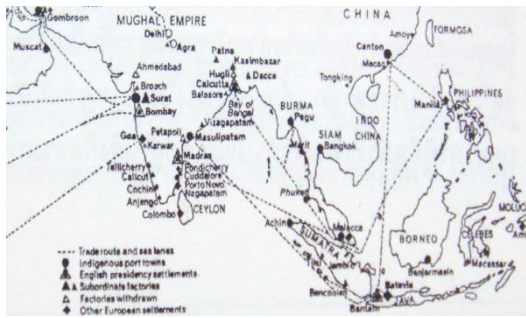 Gombroon
MUGHAL EMPIRE
CHINA
Delhi
Agra
Muscat
Patna
Kasimbazar
Amoy
FORMOSA
Canton
Macao
Ahmedabad
Hugli
Dacca
Calcutta
Broach
Surat
Balasore
Tongking
Bay of
Bengal
BURMA
Pegu
INDO
CHINA
PHILIPPINES
Manila
Bombay
Vizagapatam
Masulipatam
SIAM
Bangkok
Goa
Petapoli
Karwar
Madras
Tellicherry
Pondicherry
Calicut
Cuddalore
Porto Novo
Cochin
Negapatam
Anjengo
CEYLON
Colombo
Phuket
Achin
Malacca
SUMATRA
BORNEO
CELEBES
Jambi
Banjarmasin
Macassar
Bencoolen
Batavia
Bantam
JAVA
Trade route and sea lanes
Indigenous port towns
English presidency settlements
Subordinate factories
Factories withdrawn
Other European settlements